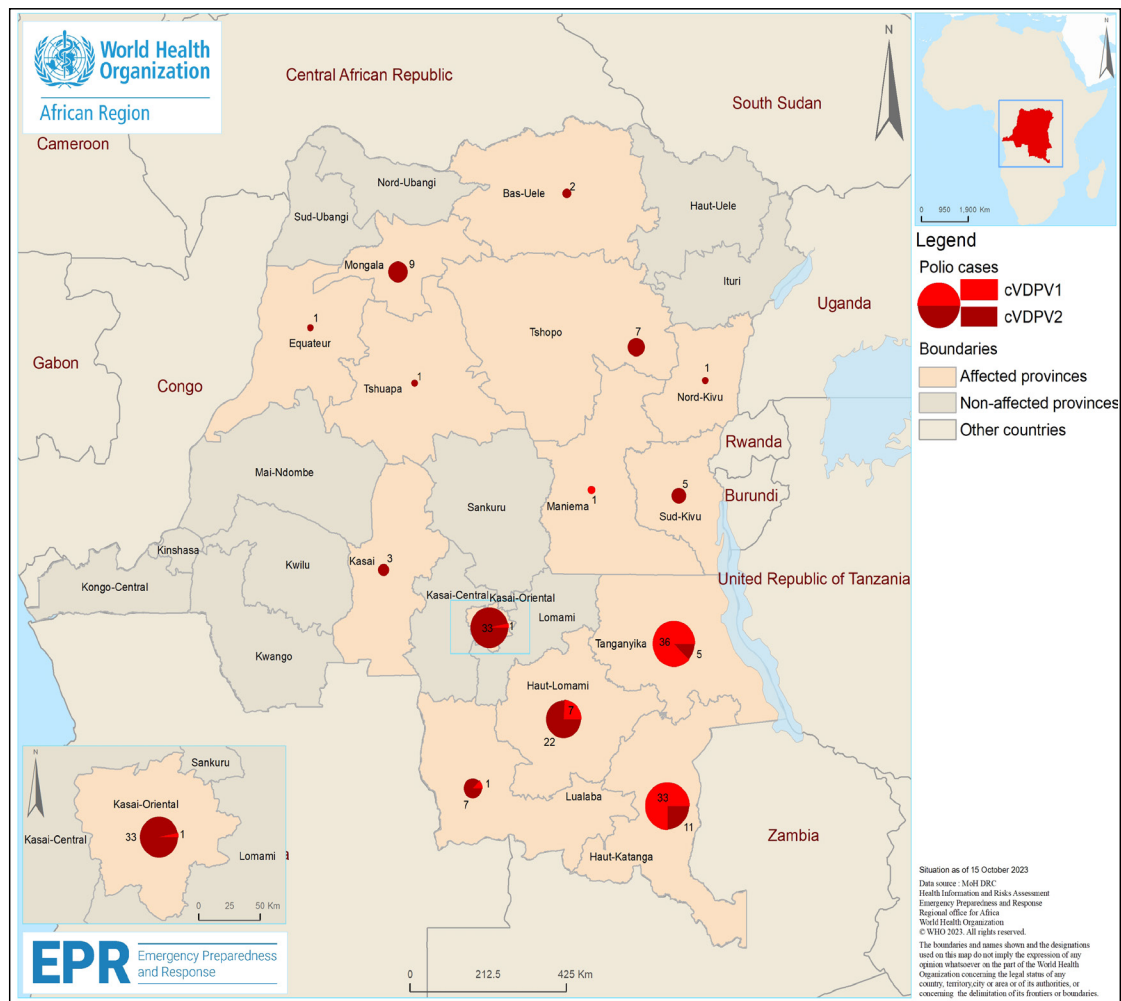 World Health
Organization
African Region
Central African Republic
South Sudan
Cameroon
N
N
0 950 1,900 Km
Nord-Ubangi
Sud-Ubangi
Bas-Uele
2
Haut-Uele
Mongala
9
Ituri
Uganda
1
Equateur
Tshopo
7
Gabon
Congo
Tshuapa
1
1
Nord-Kivu
Rwanda
Mai-Ndombe
Sankuru
Maniema
1
5
Sud-Kivu
Burundi
Kinshasa
Kwilu
Kasai
3
Kongo-Central
Kasai-Central
Kasai-Oriental
Lomami
United Republic of Tanzania
33
1
Kwango
Tanganyika
36
5
Haut-Lomami
7
22
1
7
Lualaba
33
11
Haut-Katanga
Zambia
N
Sankuru
Kasai-Oriental
Kasai-Central
33
1
Lomami
a
0 25 50 Km
EPR
Emergency Preparedness
and Response
0 212.5 425 Km
Legend
Polio cases
cVDPV1
cVDPV2
Boundaries
Affected provinces
Non-affected provinces
Other countries
Situation as of 15 October 2023
Data source : MoH DRC
Health Information and Risks Assessment
Emergency Preparedness and Response
Regional office for Africa
World Health Organization
© WHO 2023. All rights reserved.
The boundaries and names shown and the designations
used on this map do not imply the expression of any
opinion whatsoever on the part of the World Health
Organization concerning the legal status of any
country, territory,city or area or of its authorities, or
concerning the delimitation of its frontiers or boundaries.